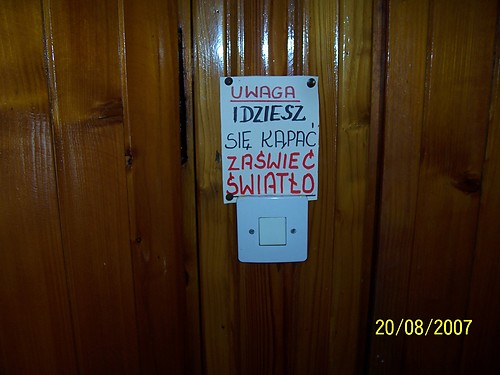 UWAGA
IDZIESZ
SIĘ KĄPAĆ,
ZAŚWIEĆ
ŚWIATŁO
20/08/2007